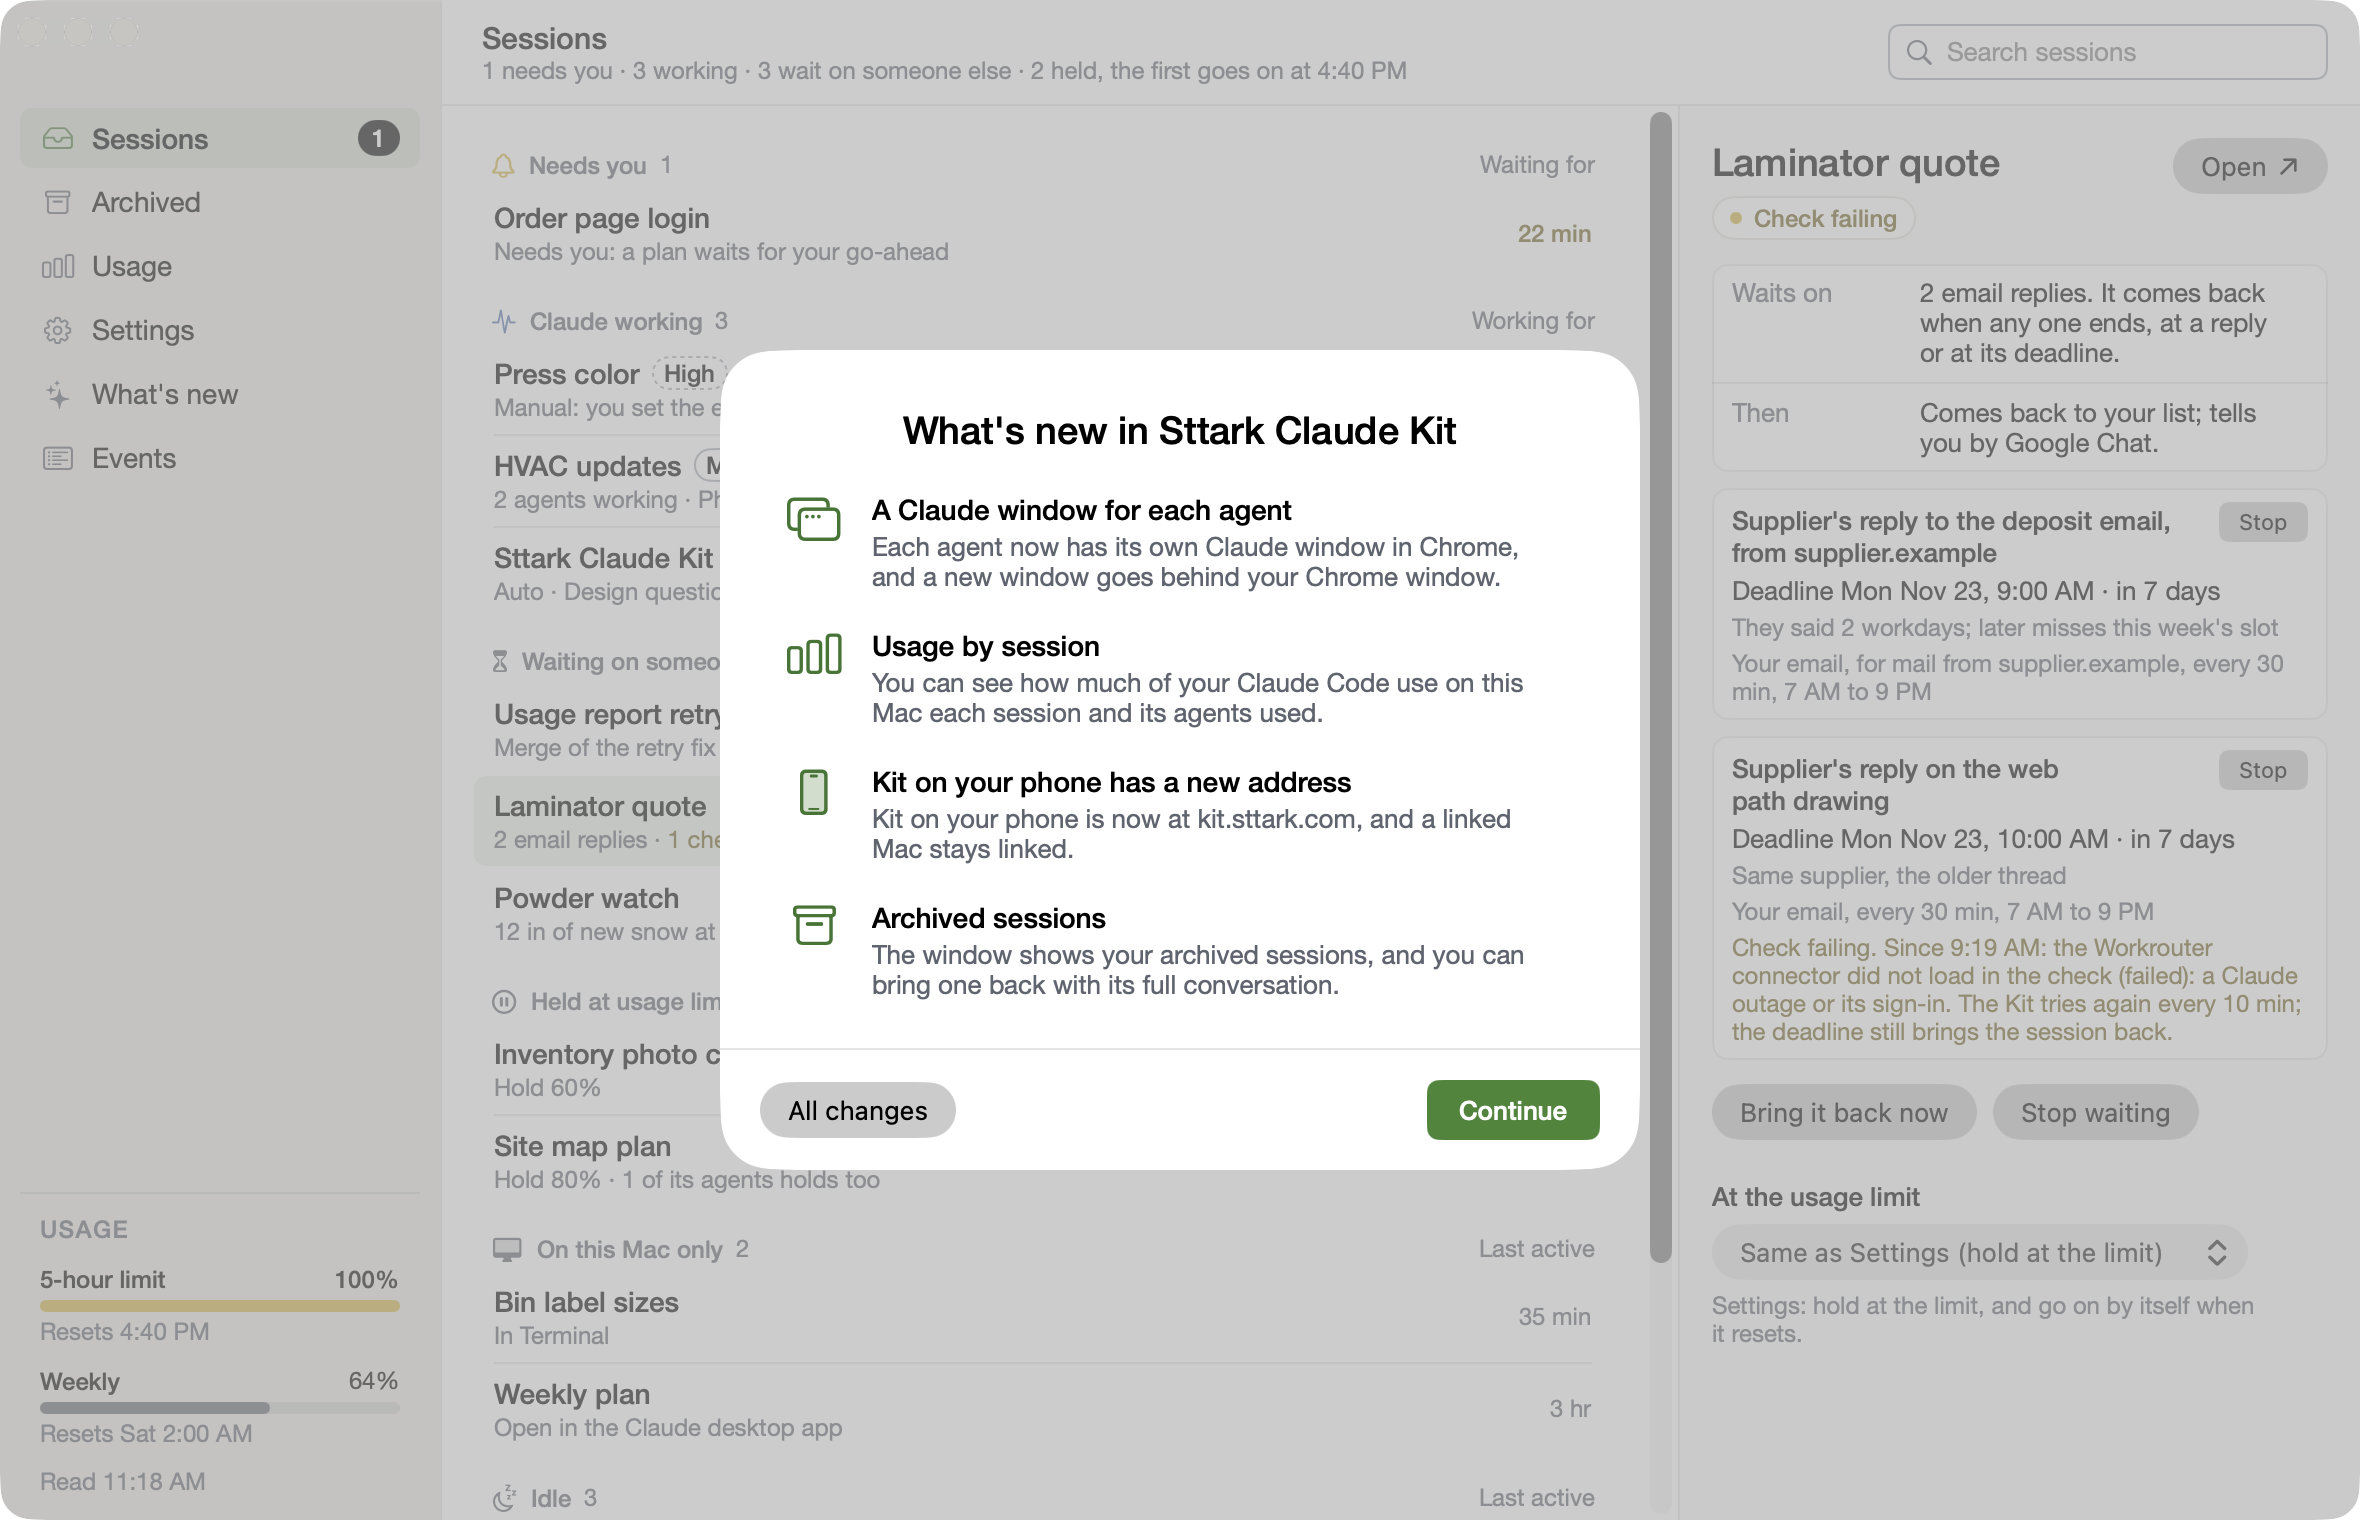 Sessions
1 needs you · 3 working · 3 wait on someone else · 2 held, the first goes on at 4:40 PM
Search sessions
Sessions
1
Archived
Usage
Settings
What's new
Events
USAGE
5-hour limit
100%
Resets 4:40 PM
Weekly
64%
Resets Sat 2:00 AM
Read 11:18 AM
Needs you 1
Waiting for
Order page login
22 min
Needs you: a plan waits for your go-ahead
Claude working 3
Working for
Press color
High
Manual: you set the
HVAC updates
2 agents working ·
Sttark Claude Kit
Auto · Design
Waiting on
Usage report
Merge of the retry fix
Laminator quote
2 email replies · 1
Powder watch
12 in of new snow at
Held at usage
Inventory photo
Hold 60%
Site map plan
Hold 80% · 1 of its agents holds too
On this Mac only 2
Last active
Bin label sizes
35 min
In Terminal
Weekly plan
3 hr
Open in the Claude desktop app
Idle 3
Last active
What's new in Sttark Claude Kit
A Claude window for each agent
Each agent now has its own Claude window in Chrome,
and a new window goes behind your Chrome window.
Usage by session
You can see how much of your Claude Code use on this
Mac each session and its agents used.
Kit on your phone has a new address
Kit on your phone is now at kit.sttark.com, and a linked
Mac stays linked.
Archived sessions
The window shows your archived sessions, and you can
bring one back with its full conversation.
All changes
Continue
Laminator quote
Open
Check failing
Waits on
2 email replies. It comes back
when any one ends, at a reply
or at its deadline.
Then
Comes back to your list; tells
you by Google Chat.
Supplier's reply to the deposit email,
from supplier.example
Stop
Deadline Mon Nov 23, 9:00 AM · in 7 days
They said 2 workdays; later misses this week's slot
Your email, for mail from supplier.example, every 30
min, 7 AM to 9 PM
Supplier's reply on the web
path drawing
Stop
Deadline Mon Nov 23, 10:00 AM · in 7 days
Same supplier, the older thread
Your email, every 30 min, 7 AM to 9 PM
Check failing. Since 9:19 AM: the Workrouter
connector did not load in the check (failed): a Claude
outage or its sign-in. The Kit tries again every 10 min;
the deadline still brings the session back.
Bring it back now
Stop waiting
At the usage limit
Same as Settings (hold at the limit)
Settings: hold at the limit, and go on by itself when
it resets.